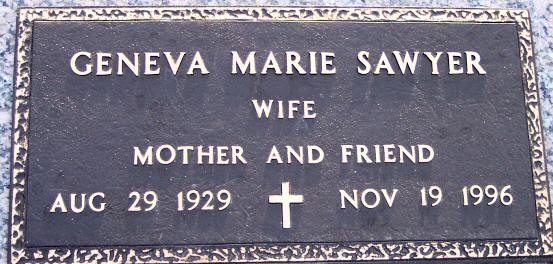 GENEVA MARIE SAWYER
WIFE
MOTHER AND FRIEND
AUG 29 1929 NOV 19 1996